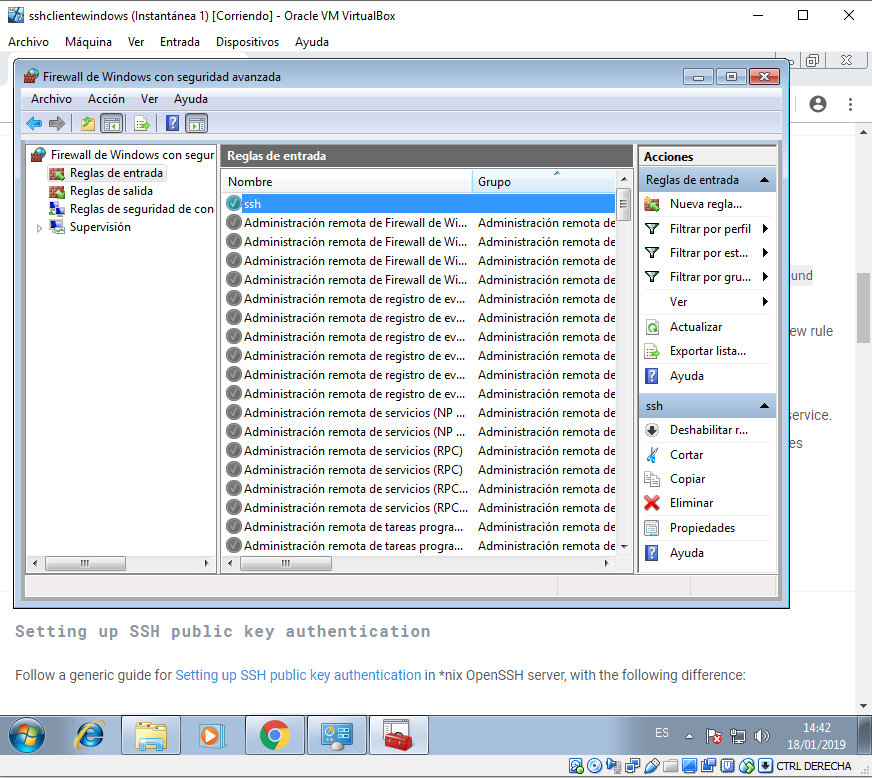 sshclientewindows (Instantánea 1) [Corriendo] - Oracle VM VirtualBox
Archivo Máquina Ver Entrada Dispositivos Ayuda
Firewall de Windows con seguridad avanzada
Archivo Acción Ver Ayuda
Firewall de Windows con segur
Reglas de entrada
Reglas de salida
Reglas de seguridad de con
Supervisión
Reglas de entrada
Nombre Grupo
ssh
Administración remota de Firewall de Wi... Administración remota de
Administración remota de Firewall de Wi... Administración remota de
Administración remota de Firewall de Wi... Administración remota de
Administración remota de Firewall de Wi... Administración remota de
Administración remota de registro de ev... Administración remota de
Administración remota de registro de ev... Administración remota de
Administración remota de registro de ev... Administración remota de
Administración remota de registro de ev... Administración remota de
Administración remota de registro de ev... Administración remota de
Administración remota de registro de ev... Administración remota de
Administración remota de servicios (NP ... Administración remota de
Administración remota de servicios (NP ... Administración remota de
Administración remota de servicios (RPC) Administración remota de
Administración remota de servicios (RPC) Administración remota de
Administración remota de servicios (RPC... Administración remota de
Administración remota de servicios (RPC... Administración remota de
Administración remota de tareas progra... Administración remota de
Administración remota de tareas progra... Administración remota de
Acciones
Reglas de entrada
Nueva regla...
Filtrar por perfil
Filtrar por est...
Filtrar por gru...
Ver
Actualizar
Exportar lista...
Ayuda
ssh
Deshabilitar r...
Cortar
Copiar
Eliminar
Propiedades
Ayuda
und
ew rule
service.
es
Setting up SSH public key authentication
Follow a generic guide for Setting up SSH public key authentication in *nix OpenSSH server, with the following difference:
ES
14:42
18/01/2019
CTRL DERECHA